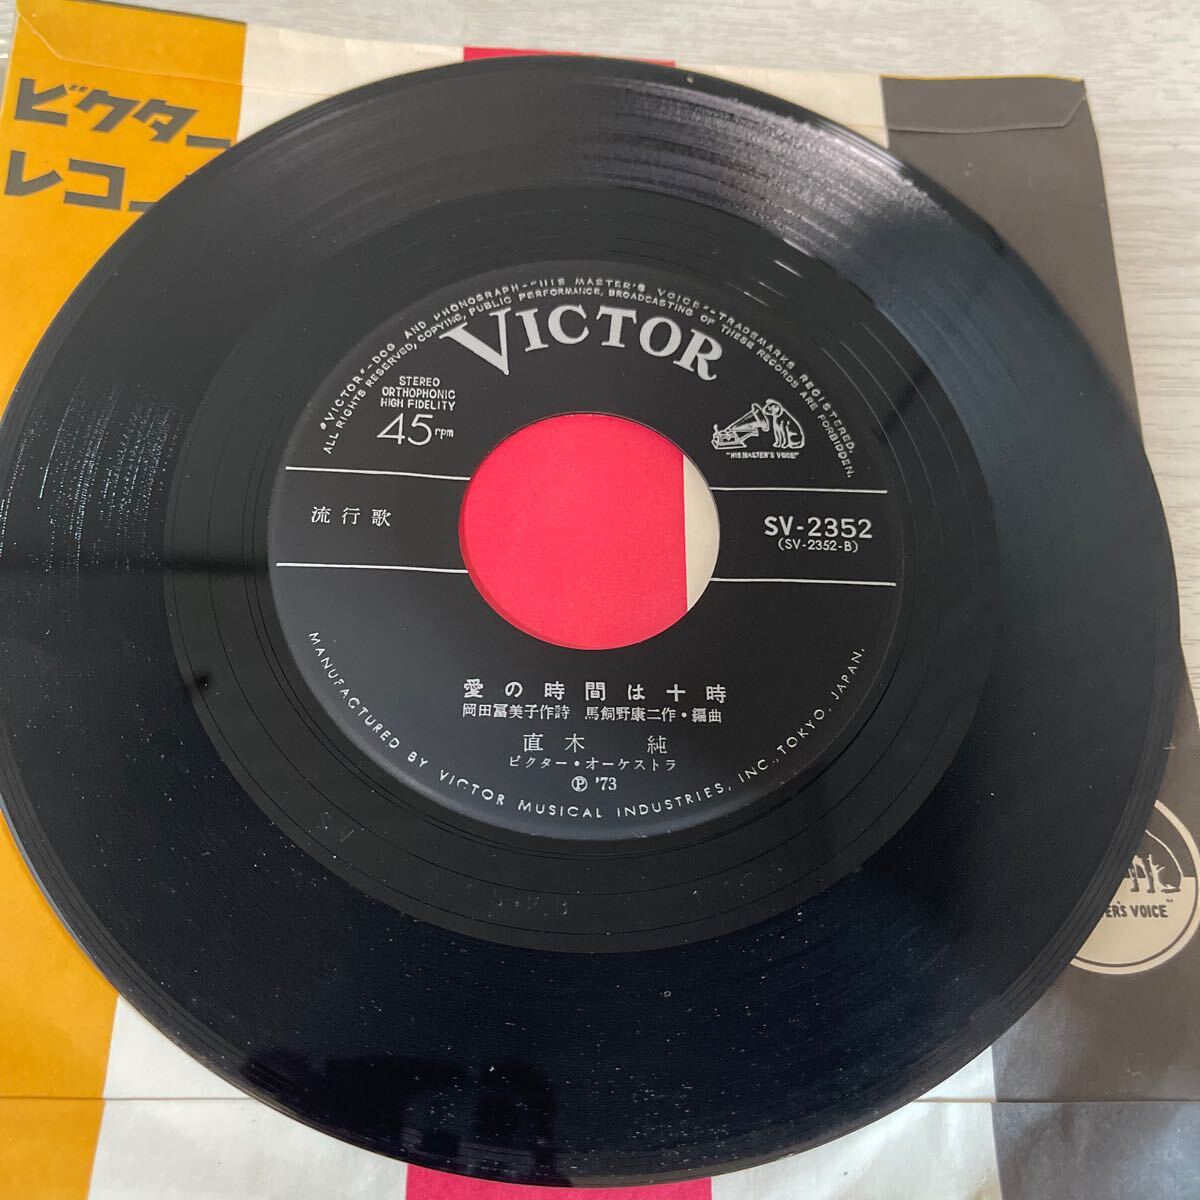 ビクター
レコ
"VICTOR"-DOG AND PHONOGRAPH-"HIS MASTER'S VOICE"-TRADEMARKS REGISTERED.
ALL RIGHTS RESERVED, COPYING, PUBLIC PERFORMANCE, BROADCASTING OF THESE RECORDS ARE FORBIDDEN.
VICTOR
STEREO
ORTHOPHONIC
HIGH FIDELITY
45rpm
"HIS MASTER'S VOICE"
流行歌
SV-2352
(SV-2352-B)
愛の時間は十時
岡田冨美子作詩 馬飼野康二作・編曲
直木 純
ビクター・オーケストラ
Ⓟ '73
MANUFACTURED BY VICTOR MUSICAL INDUSTRIES, INC., TOKYO, JAPAN.
VOICE"